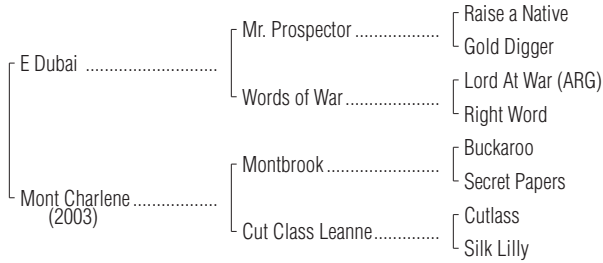 Raise a Native
Mr. Prospector ..................
Gold Digger
E Dubai ............................
Lord At War (ARG)
Words of War....................
Right Word
Buckaroo
Montbrook ........................
Secret Papers
Mont Charlene..................
(2003)
Cutlass
Cut Class Leanne..............
Silk Lilly